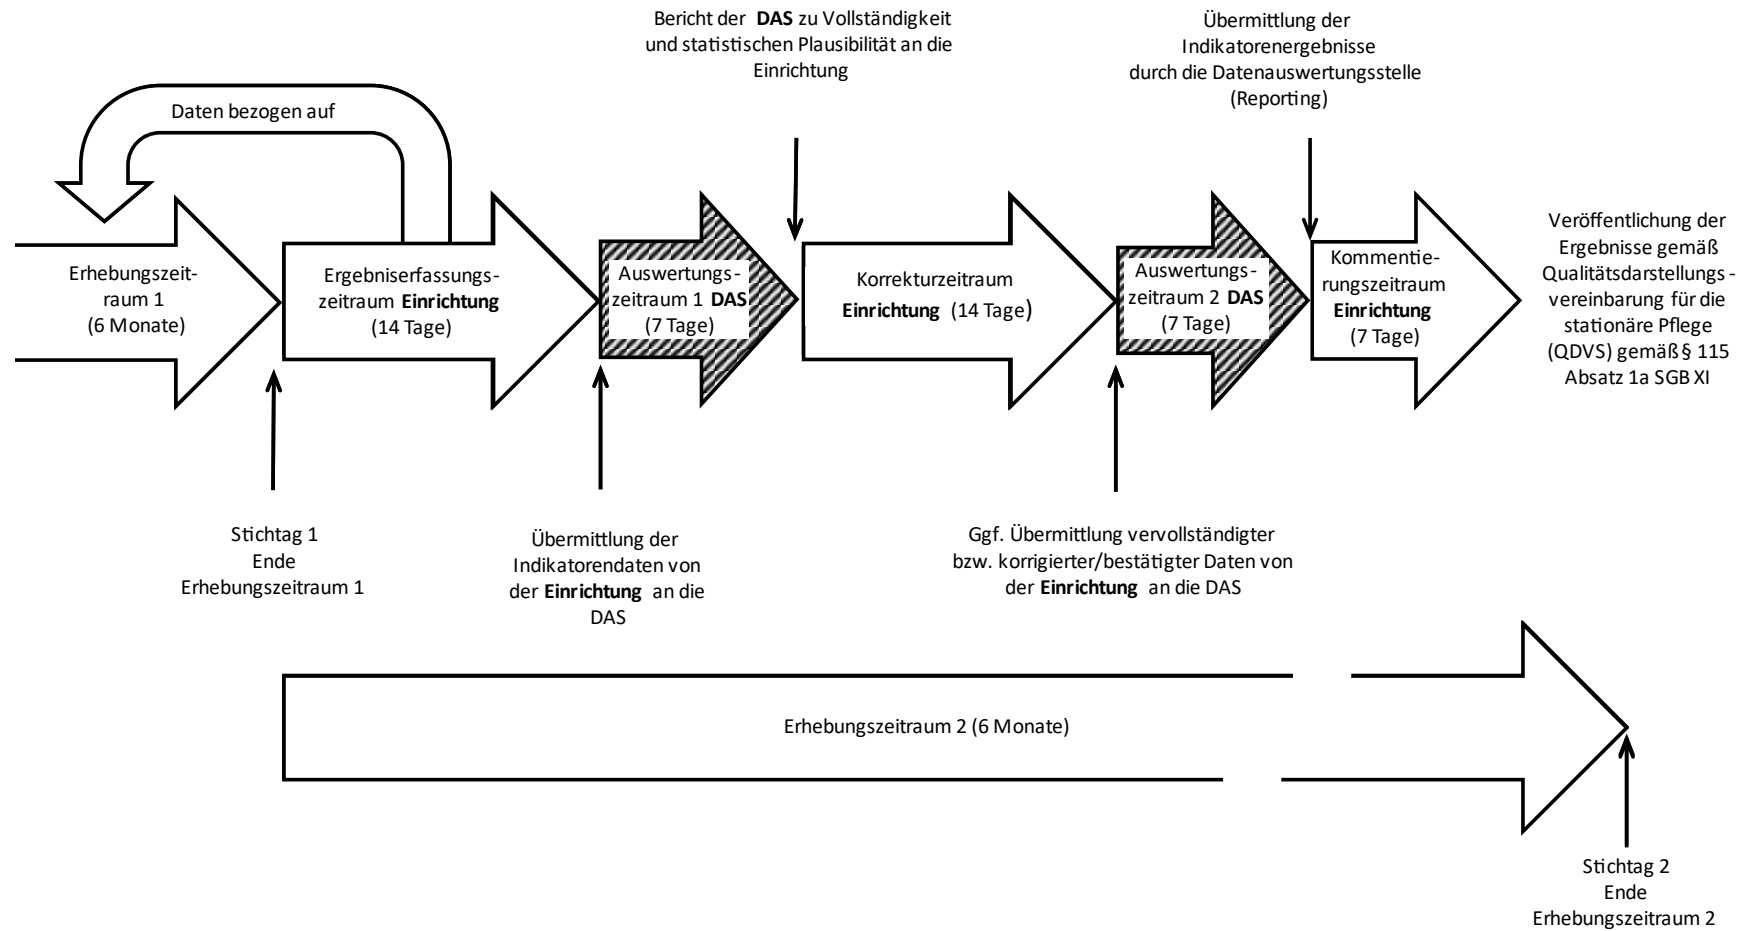 Bericht der DAS zu Vollständigkeit
und statistischen Plausibilität an die
Einrichtung
Übermittlung der
Indikatorenergebnisse
durch die Datenauswertungsstelle
(Reporting)
Daten bezogen auf
Erhebungszeit-
raum 1
(6 Monate)
Ergebniserfassungs-
zeitraum Einrichtung
(14 Tage)
Auswertungs-
zeitraum 1 DAS
(7 Tage)
Korrekturzeitraum
Einrichtung (14 Tage)
Auswertungs-
zeitraum 2 DAS
(7 Tage)
Kommentie-
rungszeitraum
Einrichtung
(7 Tage)
Veröffentlichung der
Ergebnisse gemäß
Qualitätsdarstellungs-
vereinbarung für die
stationäre Pflege
(QDVS) gemäß § 115
Absatz 1a SGB XI
Stichtag 1
Ende
Erhebungszeitraum 1
Übermittlung der
Indikatorendaten von
der Einrichtung an die
DAS
Ggf. Übermittlung vervollständigter
bzw. korrigierter/bestätigter Daten von
der Einrichtung an die DAS
Erhebungszeitraum 2 (6 Monate)
Stichtag 2
Ende
Erhebungszeitraum 2